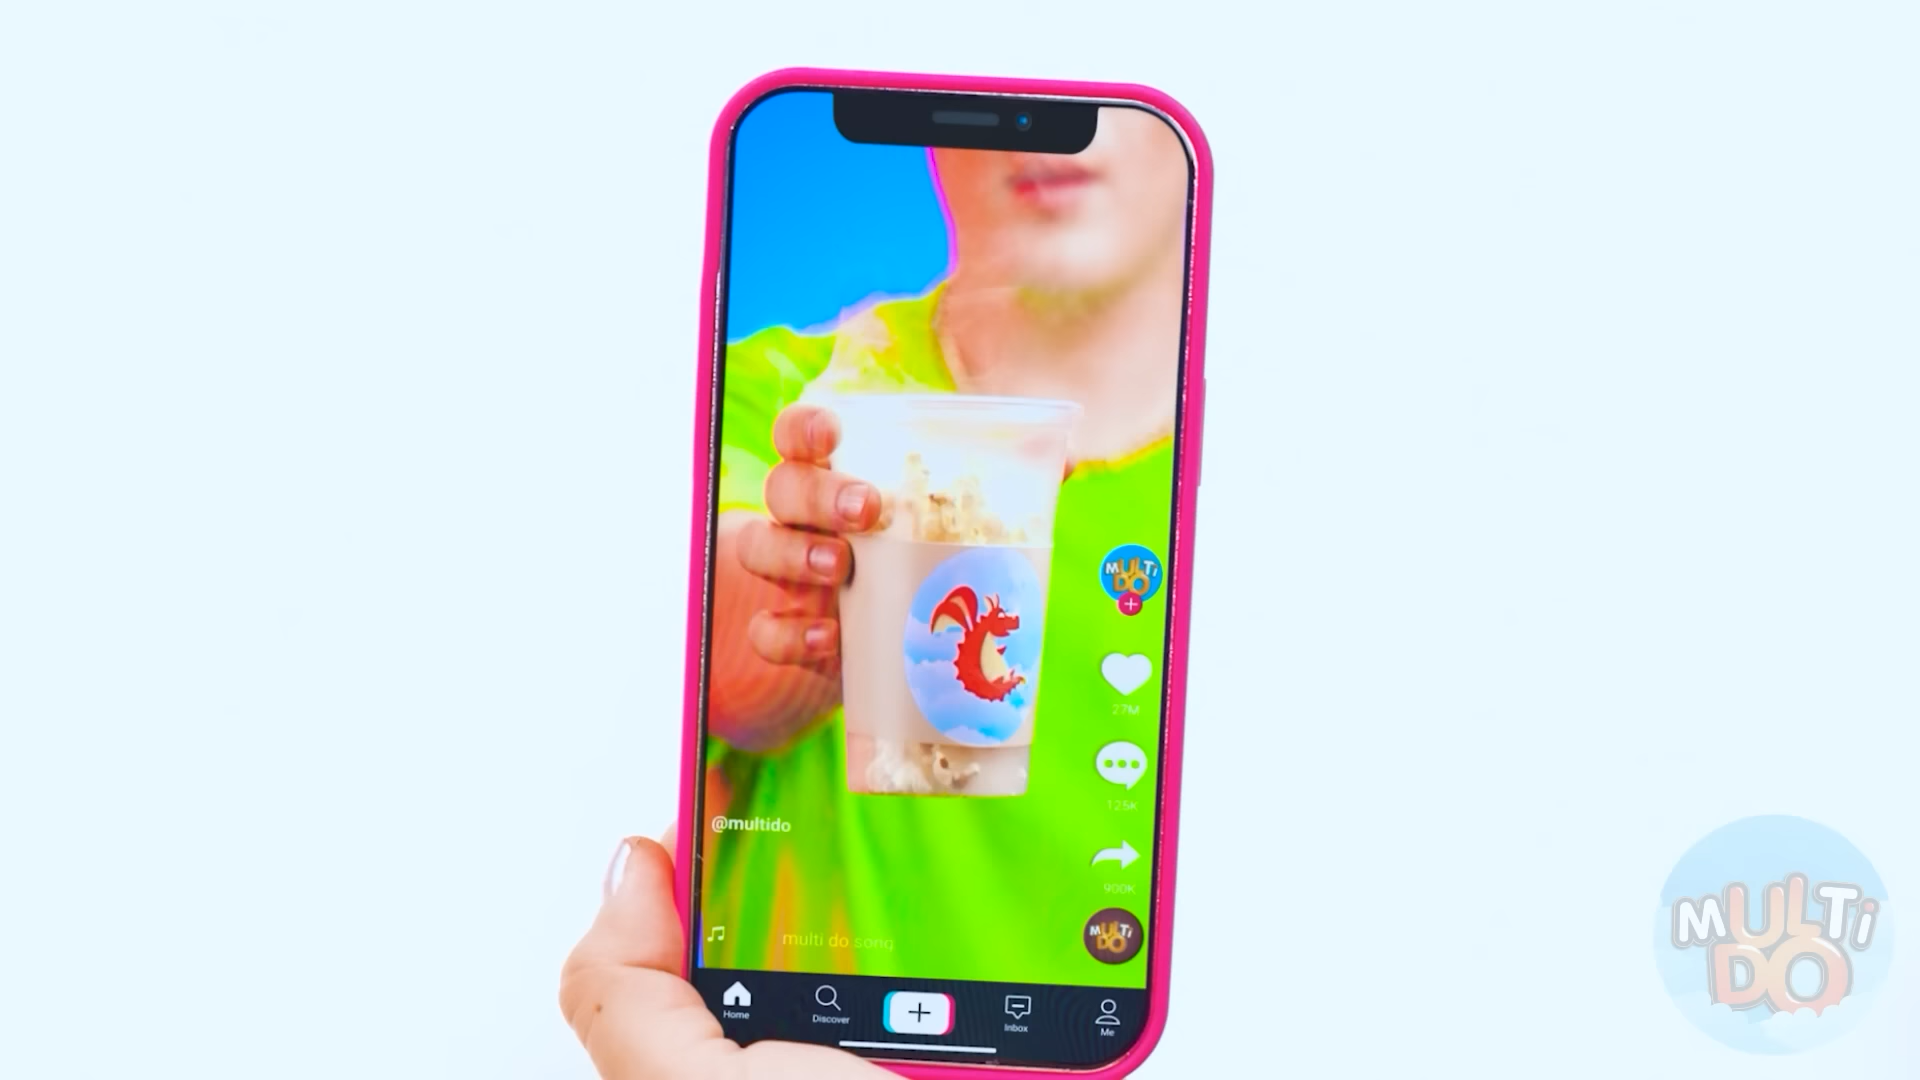 MULTi
DO
27M
125K
@multido
900K
multi do song
MULTi
DO
Home
Discover
Inbox
Me
MULTi
DO